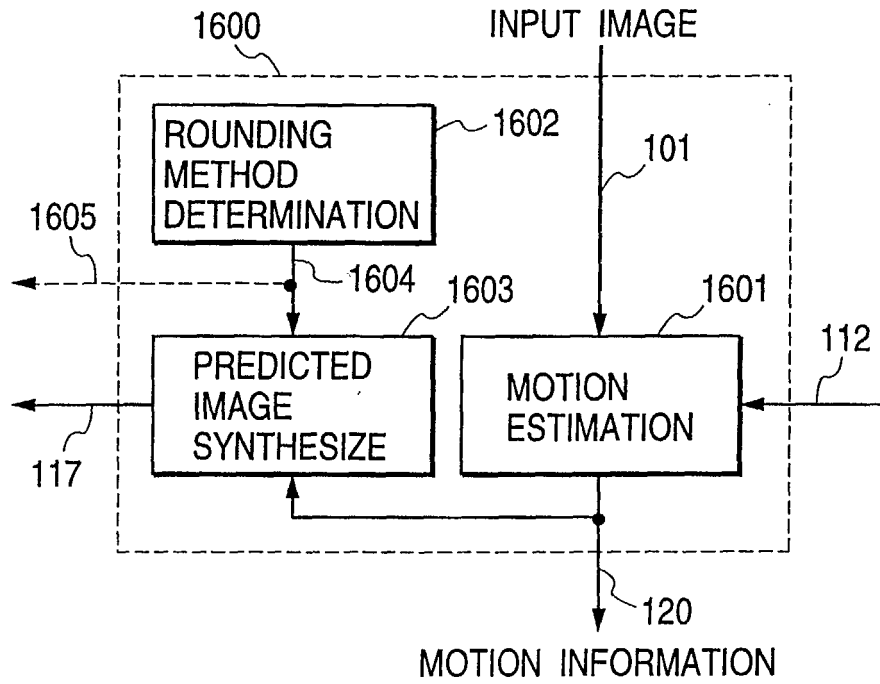 INPUT IMAGE
1600
ROUNDING
METHOD
DETERMINATION
1602
101
1605
1604
1603
1601
PREDICTED
IMAGE
SYNTHESIZE
MOTION
ESTIMATION
112
117
120
MOTION INFORMATION